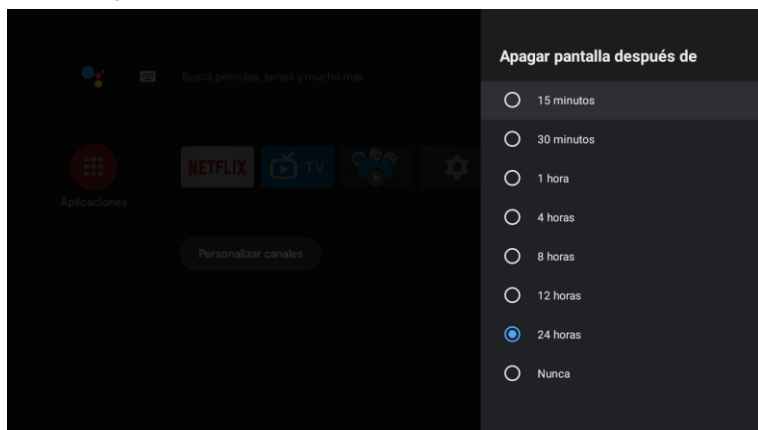 Apagar pantalla después de
Busca películas, series y mucho más
15 minutos
30 minutos
1 hora
NETFLIX
TV
Aplicaciones
4 horas
Personalizar canales
8 horas
12 horas
24 horas
Nunca